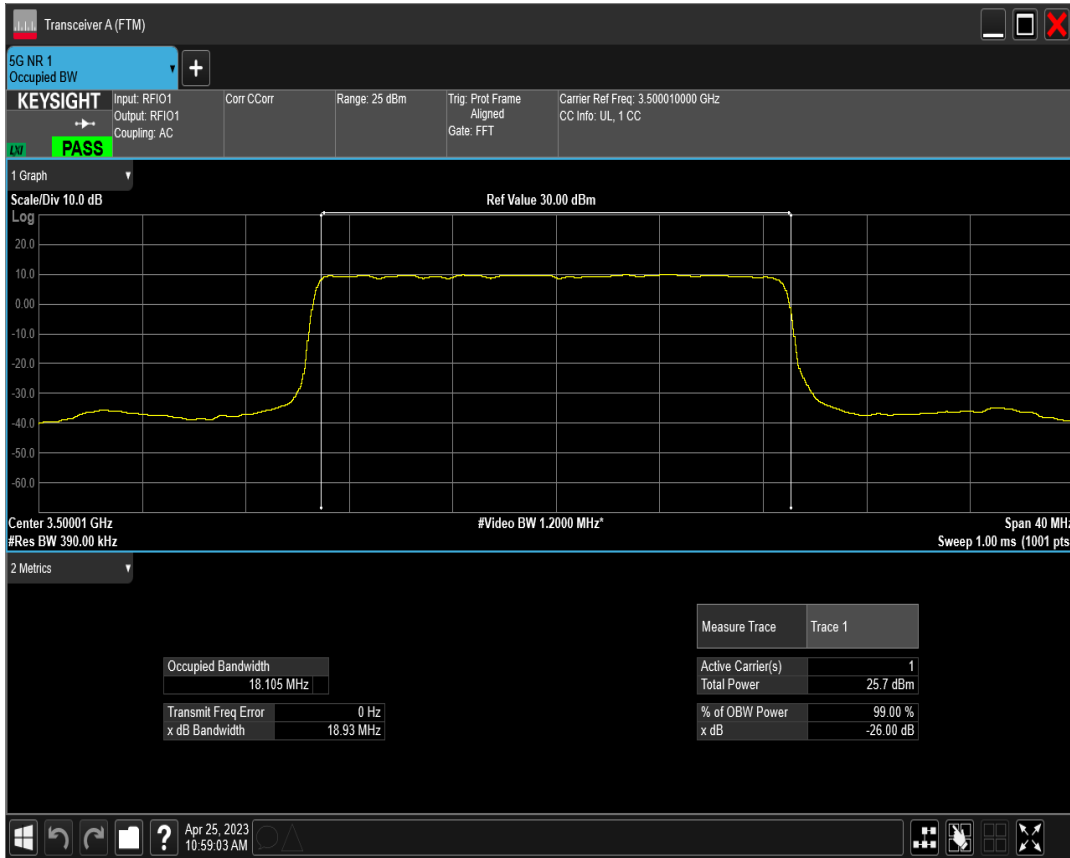 Transceiver A (FTM)
5G NR 1
Occupied BW
+
KEYSIGHT
LXI
PASS
Input: RFIO1
Output: RFIO1
Coupling: AC
Corr CCorr
Range: 25 dBm
Trig: Prot Frame
Aligned
Gate: FFT
Carrier Ref Freq: 3.500010000 GHz
CC Info: UL, 1 CC
1 Graph
Scale/Div 10.0 dB
Ref Value 30.00 dBm
Log
20.0
10.0
0.00
-10.0
-20.0
-30.0
-40.0
-50.0
-60.0
Center 3.50001 GHz
#Video BW 1.2000 MHz*
Span 40 MHz
#Res BW 390.00 kHz
Sweep 1.00 ms (1001 pts
2 Metrics
Measure Trace Trace 1
Occupied Bandwidth
18.105 MHz
Active Carrier(s) 1
Total Power 25.7 dBm
Transmit Freq Error 0 Hz
x dB Bandwidth 18.93 MHz
% of OBW Power 99.00 %
x dB -26.00 dB
?
Apr 25, 2023
10:59:03 AM